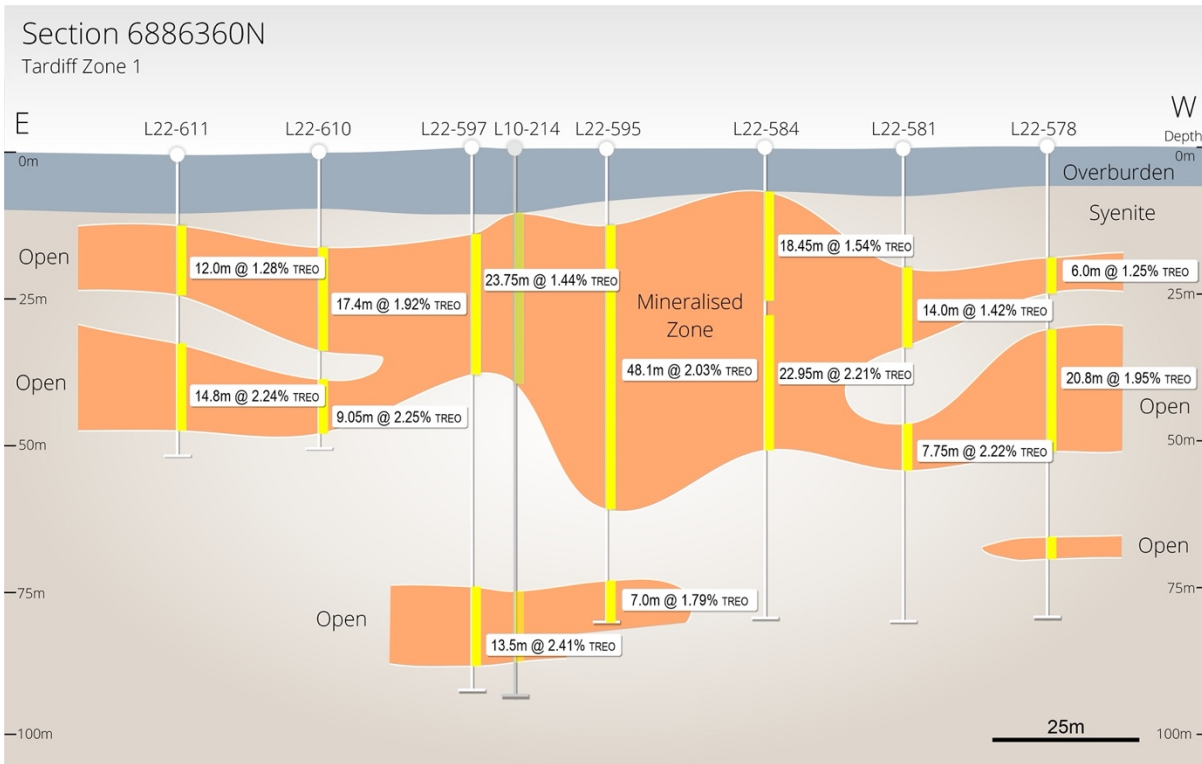 Section 6886360N
Tardiff Zone 1
E
W
L22-611
L22-610
L22-597
L10-214
L22-595
L22-584
L22-581
L22-578
Depth
0m
0m
Overburden
Syenite
Open
12.0m @ 1.28% TREO
17.4m @ 1.92% TREO
23.75m @ 1.44% TREO
Mineralised
Zone
18.45m @ 1.54% TREO
14.0m @ 1.42% TREO
6.0m @ 1.25% TREO
25m
25m
Open
14.8m @ 2.24% TREO
9.05m @ 2.25% TREO
48.1m @ 2.03% TREO
22.95m @ 2.21% TREO
20.8m @ 1.95% TREO
Open
7.75m @ 2.22% TREO
50m
50m
Open
75m
75m
Open
7.0m @ 1.79% TREO
13.5m @ 2.41% TREO
25m
100m
100m